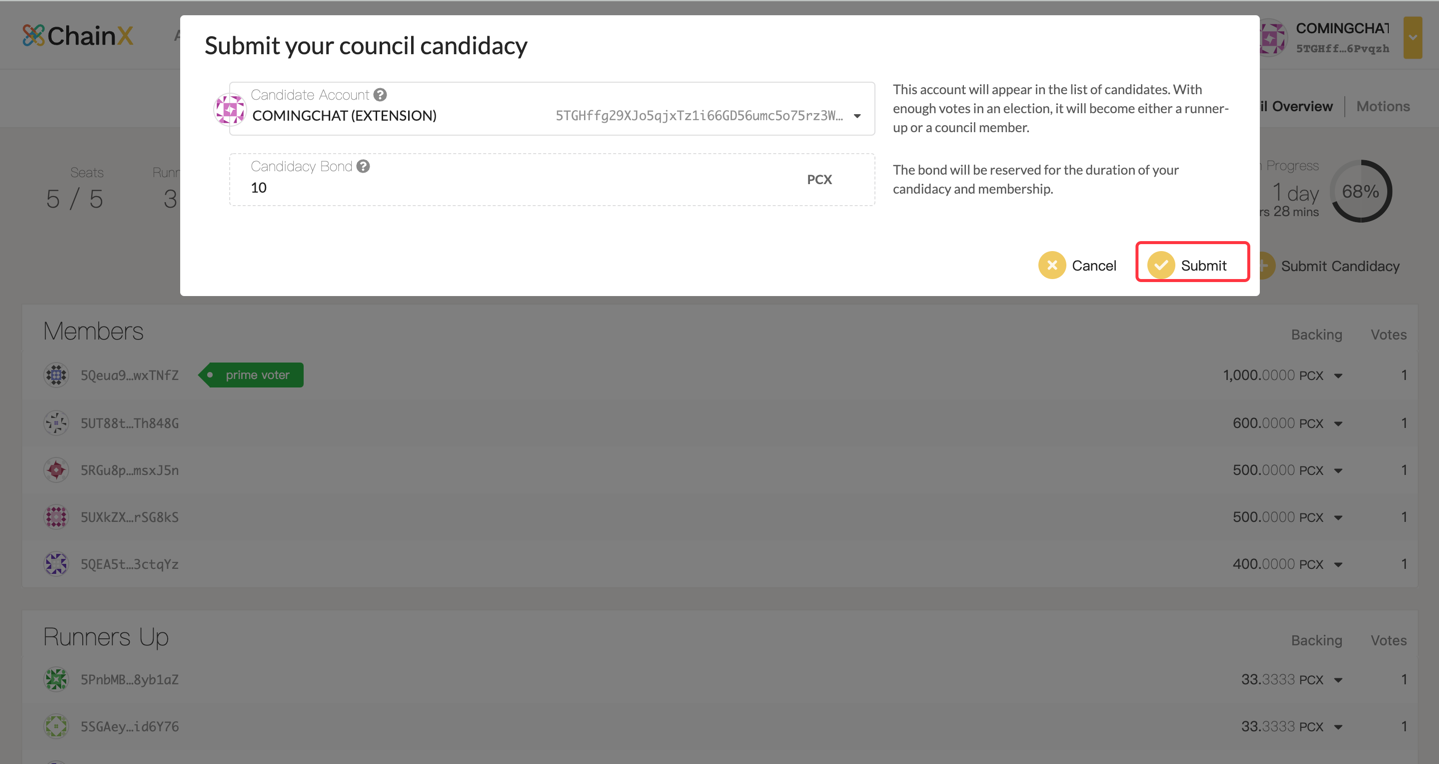 ChainX
Submit your council candidacy
COMINGCHAT
5TGHff…6Pvqzh
Candidate Account
COMINGCHAT (EXTENSION)
5TGHffg29XJo5qjxTz1i66GD56umc5o75rz3W…
This account will appear in the list of candidates. With
enough votes in an election, it will become either a runner-
up or a council member.
Overview
Motions
Candidacy Bond
10
PCX
The bond will be reserved for the duration of your
candidacy and membership.
Seats
5 / 5
3
Progress
1 day
28 mins
68%
Cancel
Submit
Submit Candidacy
Members
Backing
Votes
5Qeua9…wxTNfZ
prime voter
1,000.0000 PCX
1
5UT88t…Th848G
600.0000 PCX
1
5RGu8p…msxJ5n
500.0000 PCX
1
5UXkZX…rSG8kS
500.0000 PCX
1
5QEA5t…3ctqYz
400.0000 PCX
1
Runners Up
Backing
Votes
5PnbMB…8yb1aZ
33.3333 PCX
1
5SGAey…id6Y76
33.3333 PCX
1